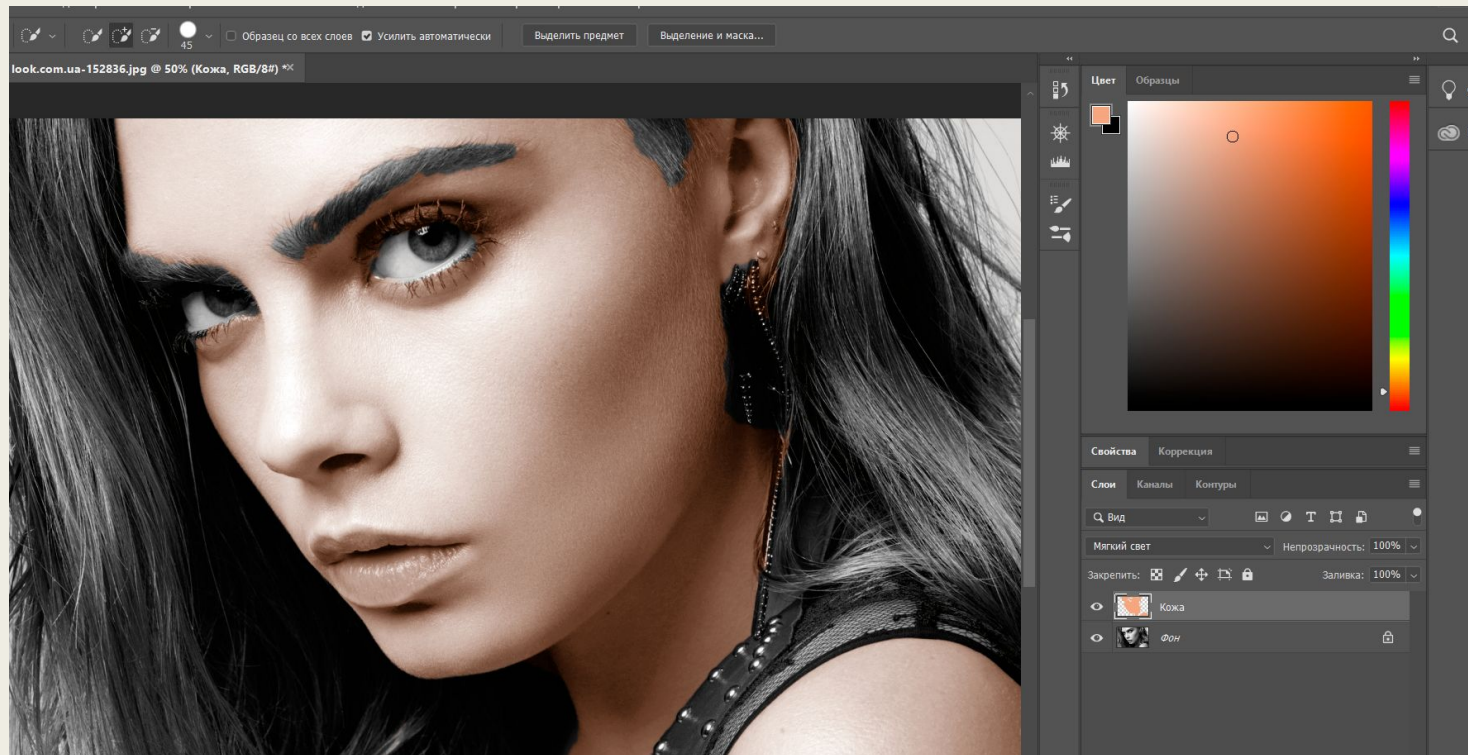 45
Образец со всех слоев
Усилить автоматически
Выделить предмет
Выделение и маска...
look.com.ua-152836.jpg @ 50% (Кожа, RGB/8#) *
Цвет
Образцы
Свойства
Коррекция
Слои
Каналы
Контуры
Вид
Мягкий свет
Непрозрачность: 100%
Закрепить:
Заливка: 100%
Кожа
Фон